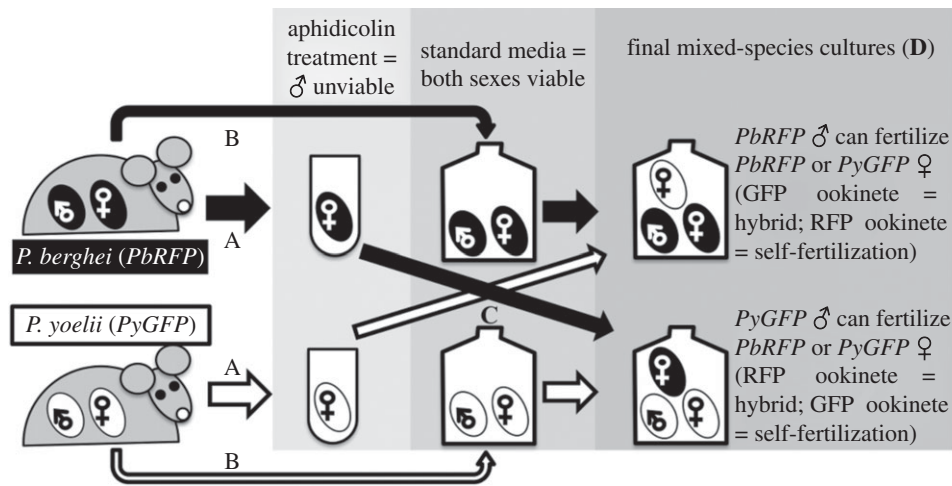 aphidicolin
treatment =
♂ unviable
standard media =
both sexes viable
final mixed-species cultures (D)
B
A
P. berghei (PbRFP)
PbRFP ♂ can fertilize
PbRFP or PyGFP ♀
(GFP ookinete =
hybrid; RFP ookinete
= self-fertilization)
P. yoelii (PyGFP)
C
A
B
PyGFP ♂ can fertilize
PbRFP or PyGFP ♀
(RFP ookinete =
hybrid; GFP ookinete
= self-fertilization)